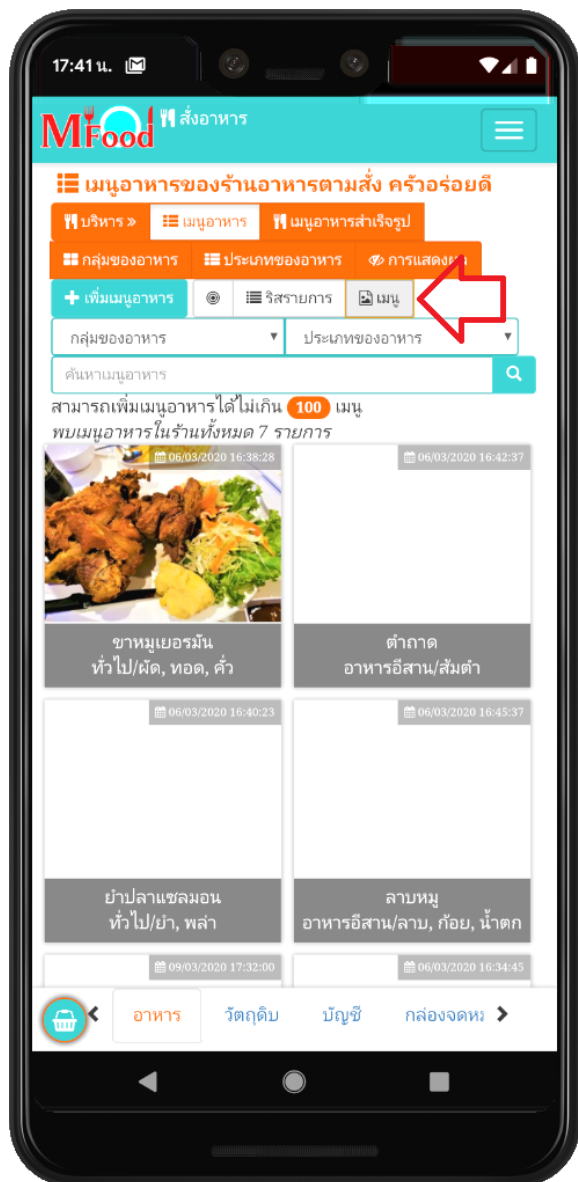 17:41 น.
MFood สั่งอาหาร
เมนูอาหารของร้านอาหารตามสั่ง ครัวอร่อยดี
บริหาร » เมนูอาหาร เมนูอาหารสำเร็จรูป
กลุ่มของอาหาร ประเภทของอาหาร การแสดงผล
เพิ่มเมนูอาหาร ริสรายการ เมนู
กลุ่มของอาหาร ประเภทของอาหาร
ค้นหาเมนูอาหาร
สามารถเพิ่มเมนูอาหารได้ไม่เกิน 100 เมนู
พบเมนูอาหารในร้านทั้งหมด 7 รายการ
06/03/2020 16:38:28 06/03/2020 16:42:37
ขาหมูเยอรมัน ตำถาด
ทั่วไป/ผัด, ทอด, คั่ว อาหารอีสาน/ส้มตำ
06/03/2020 16:40:23 06/03/2020 16:45:37
ยำปลาแซลมอน ลาบหมู
ทั่วไป/ยำ, พล่า อาหารอีสาน/ลาบ, ก้อย, น้ำตก
09/03/2020 17:32:00 06/03/2020 16:34:45
อาหาร วัตถุดิบ บัญชี กล่องจดหม